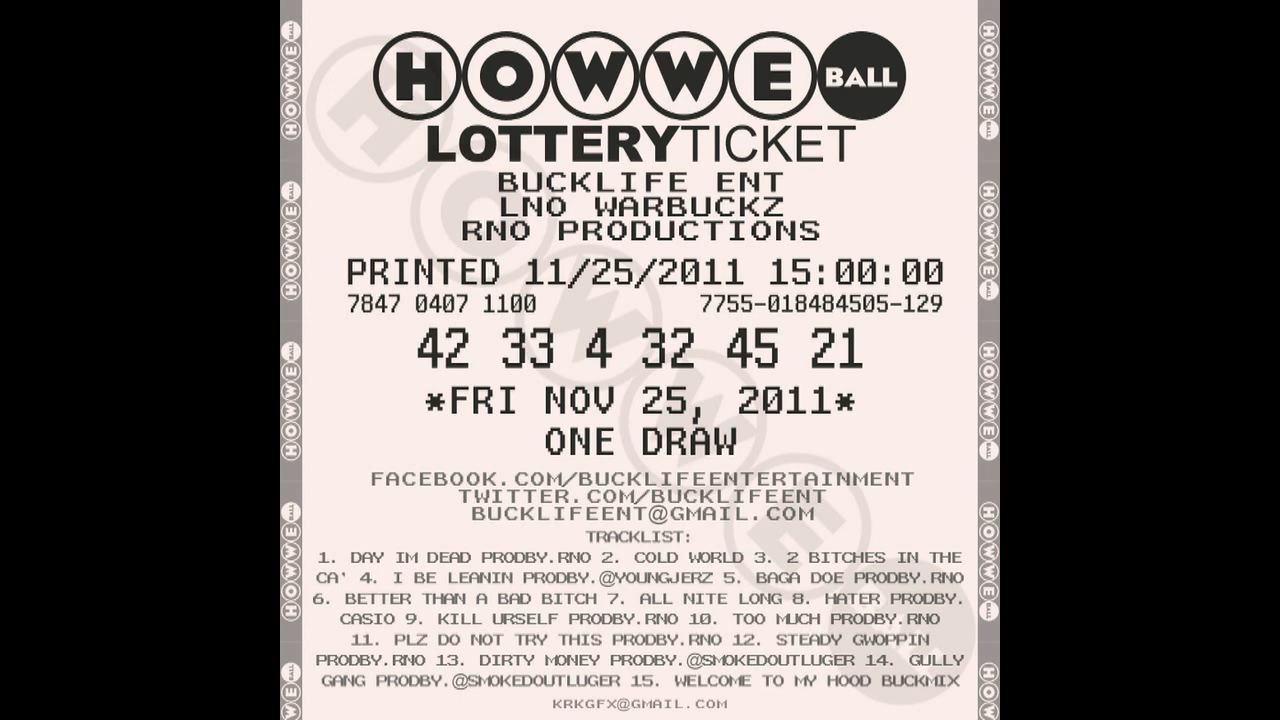 HOWWE BALL
LOTTERYTICKET
BUCKLIFE ENT
LNO WARBUCKZ
RNO PRODUCTIONS
PRINTED 11/25/2011 15:00:00
7847 0407 1100 7755-018484505-129
42 33 4 32 45 21
*FRI NOV 25, 2011*
ONE DRAW
FACEBOOK.COM/BUCKLIFEENTERTAINMENT
TWITTER.COM/BUCKLIFEENT
BUCKLIFEENT@GMAIL.COM
TRACKLIST:
1. DAY IM DEAD PRODBY.RNO 2. COLD WORLD 3. 2 BITCHES IN THE
CA' 4. I BE LEANIN PRODBY.@YOUNGJERZ 5. BAGA DOE PRODBY.RNO
6. BETTER THAN A BAD BITCH 7. ALL NITE LONG 8. HATER PRODBY.
CASIO 9. KILL URSELF PRODBY.RNO 10. TOO MUCH PRODBY.RNO
11. PLZ DO NOT TRY THIS PRODBY.RNO 12. STEADY GWOPPIN
PRODBY.RNO 13. DIRTY MONEY PRODBY.@SMOKEDOUTLUGER 14. GULLY
GANG PRODBY.@SMOKEDOUTLUGER 15. WELCOME TO MY HOOD BUCKMIX
KRKGFX@GMAIL.COM